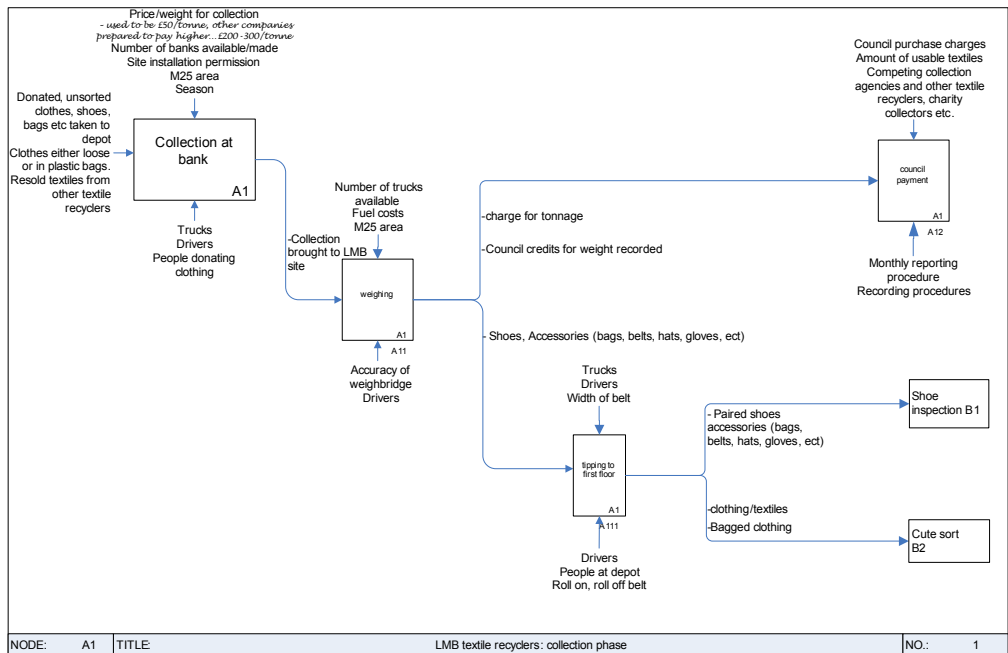 Price/weight for collection
- used to be £50/tonne, other companies
prepared to pay higher...£200-300/tonne
Number of banks available/made
Site installation permission
M25 area
Season
Donated, unsorted
clothes, shoes,
bags etc taken to
depot
Clothes either loose
or in plastic bags.
Resold textiles from
other textile
recyclers
Collection at
bank
A1
Trucks
Drivers
People donating
clothing
-Collection
brought to LMB
site
Number of trucks
available
Fuel costs
M25 area
weighing
A1
A11
Accuracy of
weighbridge
Drivers
-charge for tonnage
-Council credits for weight recorded
Council purchase charges
Amount of usable textiles
Competing collection
agencies and other textile
recyclers, charity
collectors etc.
council
payment
A1
A12
Monthly reporting
procedure
Recording procedures
- Shoes, Accessories (bags, belts, hats, gloves, ect)
Trucks
Drivers
Width of belt
tipping to
first floor
A1
A111
Drivers
People at depot
Roll on, roll off belt
- Paired shoes
accessories (bags,
belts, hats, gloves, ect)
-clothing/textiles
-Bagged clothing
Shoe
inspection B1
Cute sort
B2
NODE: A1 TITLE: LMB textile recyclers: collection phase NO.: 1